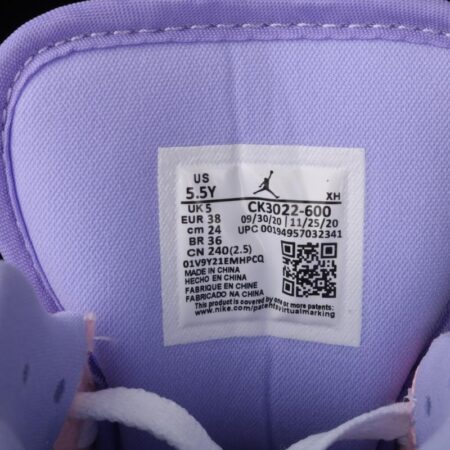 US
5.5Y
XH
UK 5
EUR 38
cm 24
BR 36
CN 240(2.5)
CK3022-600
09/30/20 | 11/25/20
UPC 00194957032341
01V9Y21EMHPCQ
MADE IN CHINA
HECHO EN CHINA
FABRIQUE EN CHINE
FABRICADO NA CHINA
This product is covered by one or more patents:
www.nike.com/patentsvirtualmarking